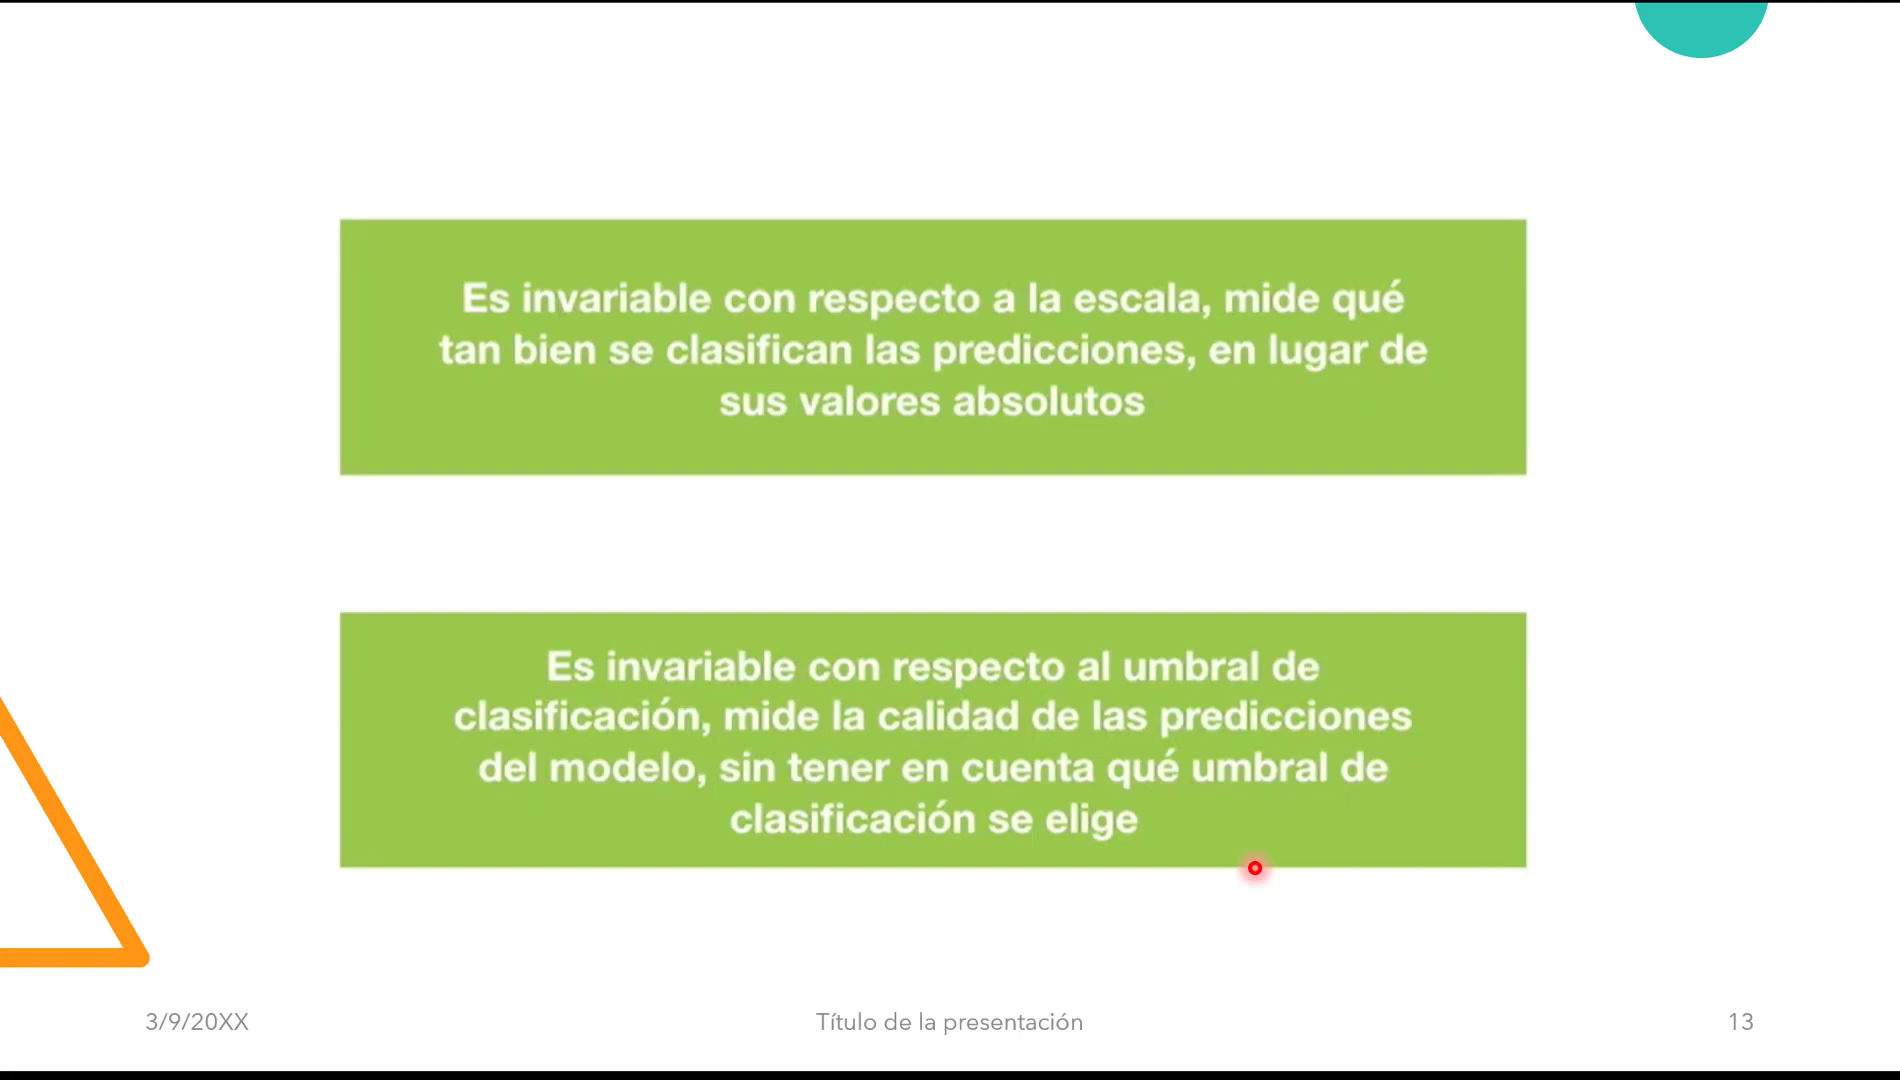 Es invariable con respecto a la escala, mide qué
tan bien se clasifican las predicciones, en lugar de
sus valores absolutos
Es invariable con respecto al umbral de
clasificación, mide la calidad de las predicciones
del modelo, sin tener en cuenta qué umbral de
clasificación se elige
3/9/20XX
Título de la presentación
13